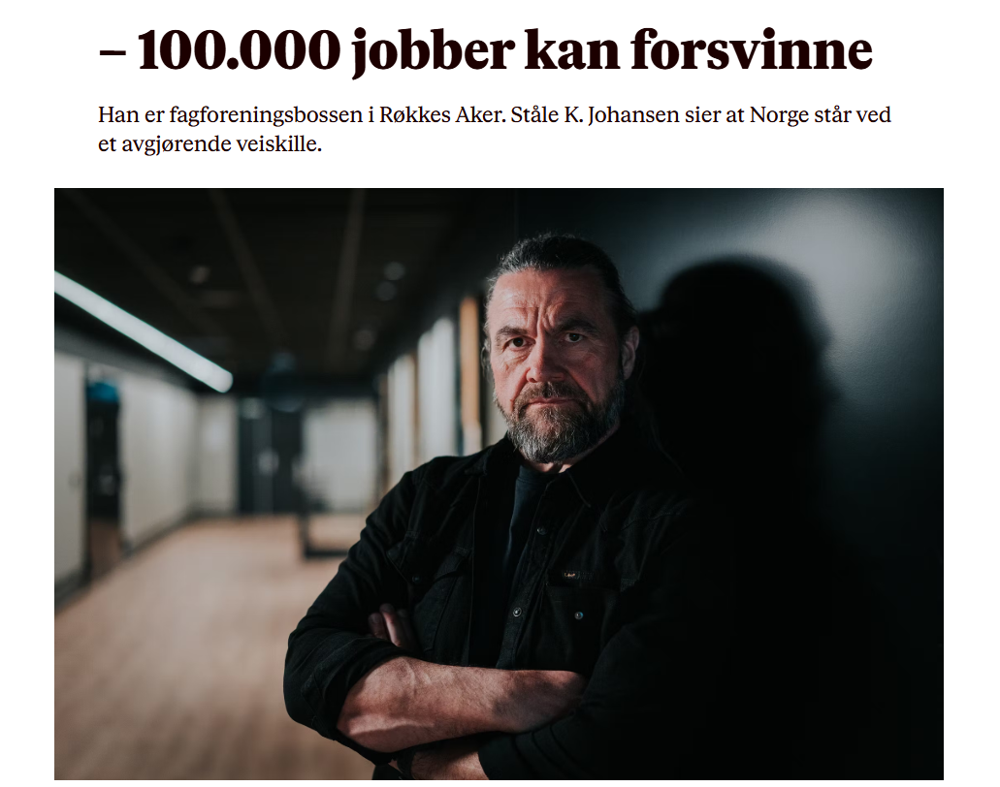 – 100.000 jobber kan forsvinne
Han er fagforeningsbossen i Røkkes Aker. Ståle K. Johansen sier at Norge står ved
et avgjørende veiskille.